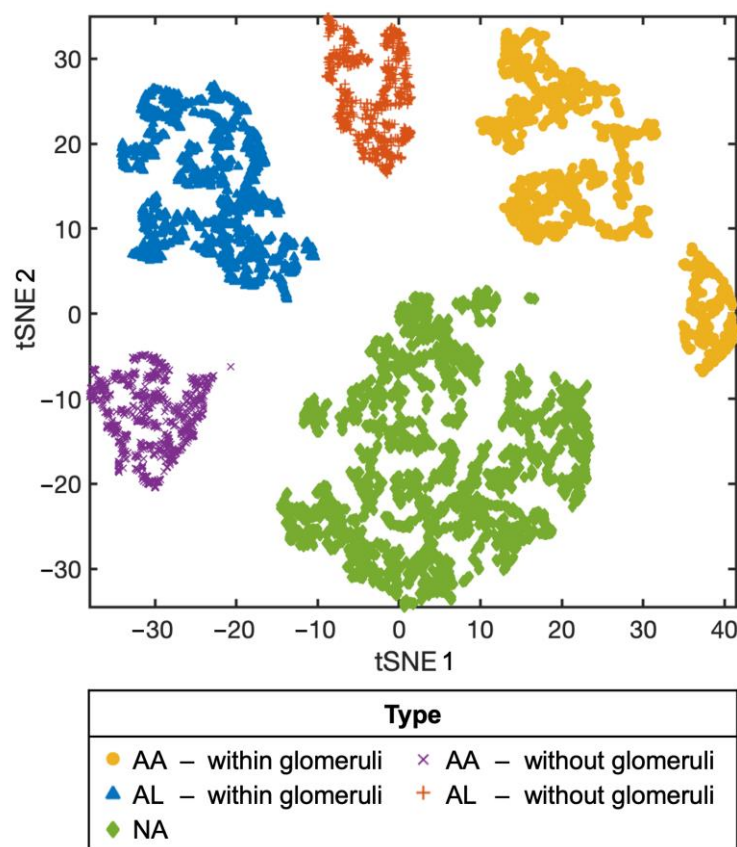 30
20
10
0
−10
−20
−30
tSNE 2
−30 −20 −10 0 10 20 30 40
tSNE 1
Type
AA – within glomeruli × AA – without glomeruli
AL – within glomeruli + AL – without glomeruli
NA